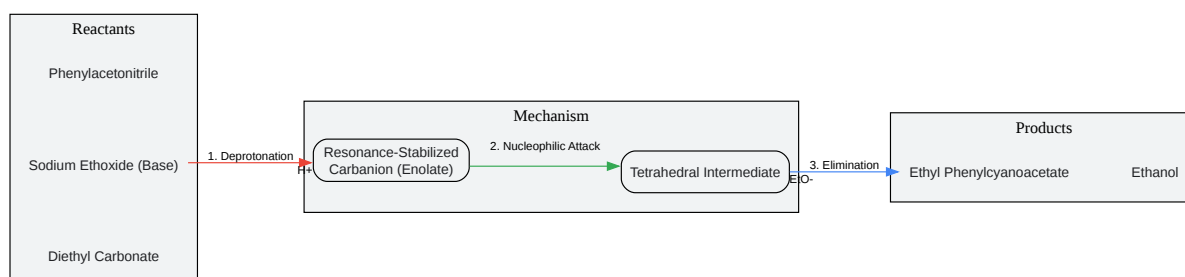 Reactants
Phenylacetonitrile
Sodium Ethoxide (Base)
Diethyl Carbonate
1. Deprotonation
H+
Mechanism
Resonance-Stabilized
Carbanion (Enolate)
2. Nucleophilic Attack
Tetrahedral Intermediate
EtO-
3. Elimination
Products
Ethyl Phenylcyanoacetate
Ethanol